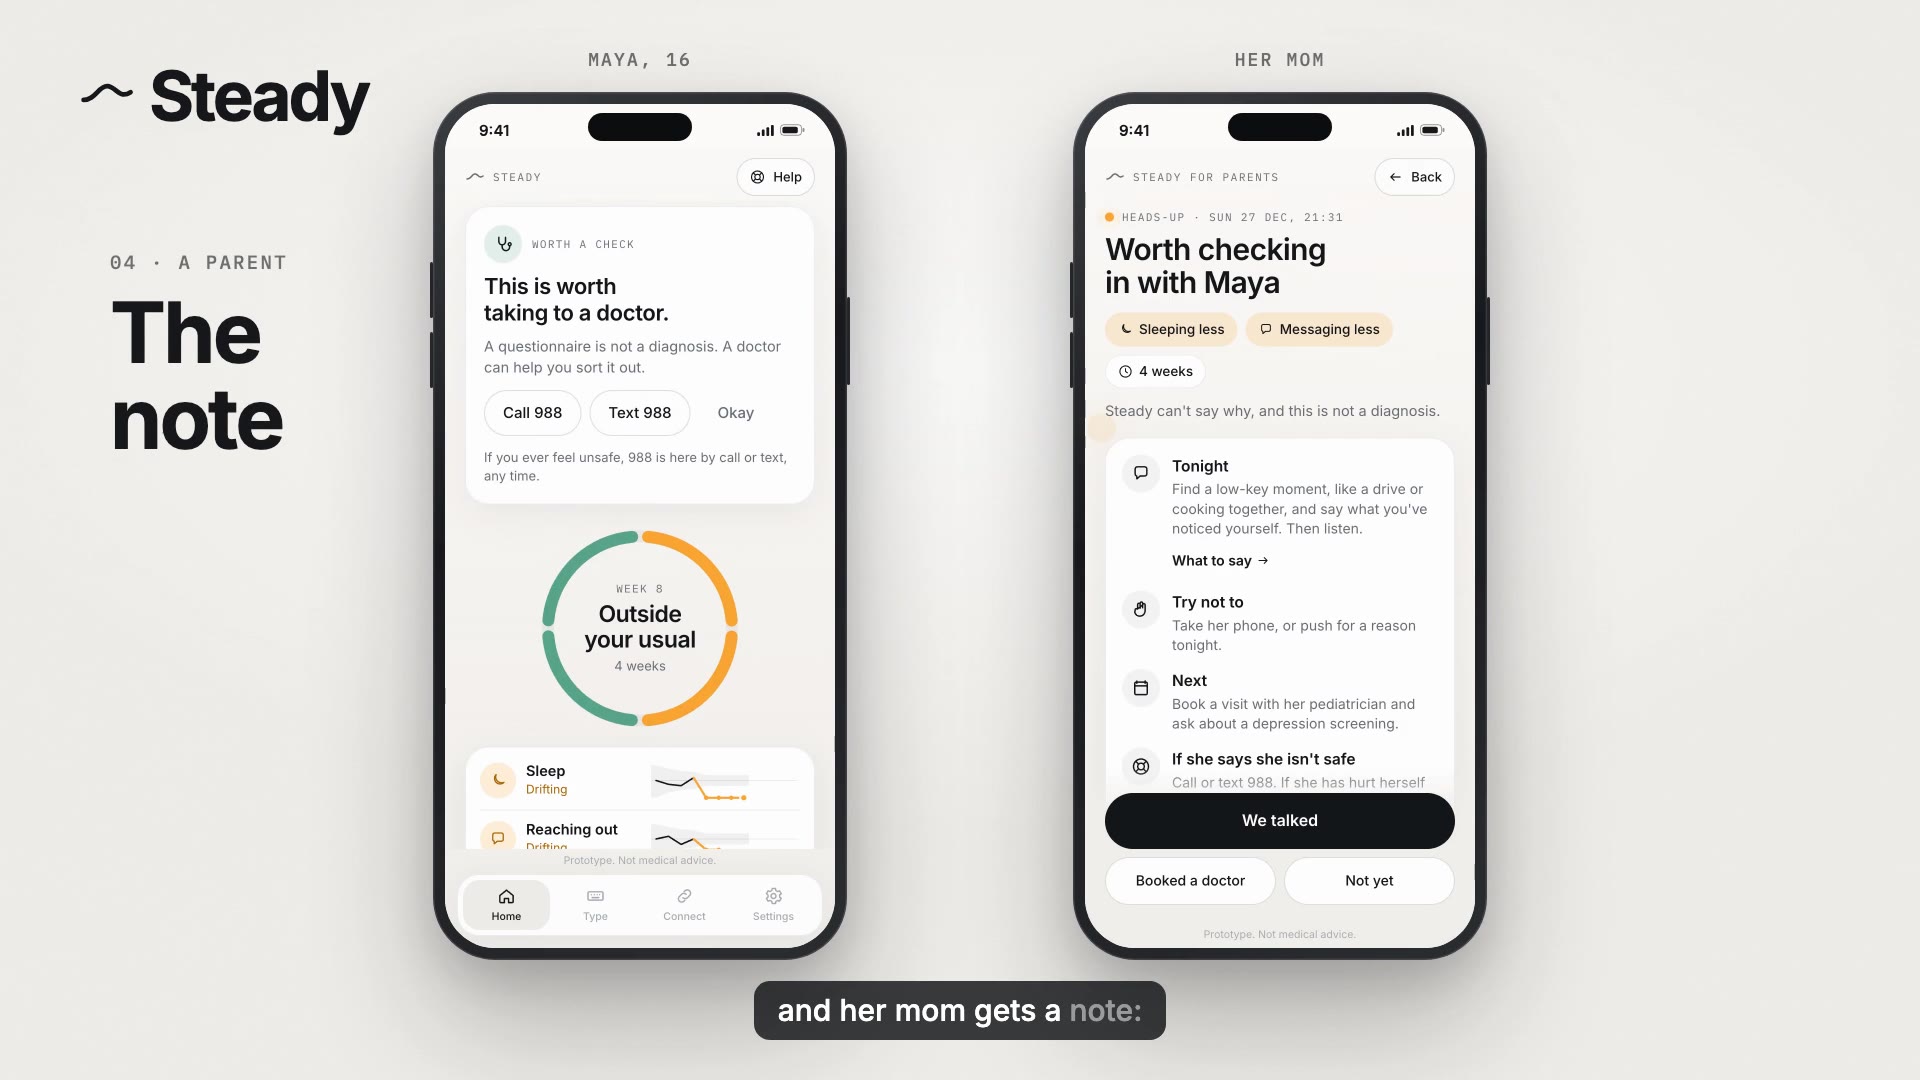 Steady
04 · A PARENT
The
note
MAYA, 16
9:41
STEADY
Help
WORTH A CHECK
This is worth
taking to a doctor.
A questionnaire is not a diagnosis. A doctor
can help you sort it out.
Call 988
Text 988
Okay
If you ever feel unsafe, 988 is here by call or text,
any time.
WEEK 8
Outside
your usual
4 weeks
Sleep
Drifting
Reaching out
Drifting
Prototype. Not medical advice.
Home
Type
Connect
Settings
HER MOM
9:41
STEADY FOR PARENTS
Back
HEADS-UP · SUN 27 DEC, 21:31
Worth checking
in with Maya
Sleeping less
Messaging less
4 weeks
Steady can't say why, and this is not a diagnosis.
Tonight
Find a low-key moment, like a drive or
cooking together, and say what you've
noticed yourself. Then listen.
What to say →
Try not to
Take her phone, or push for a reason
tonight.
Next
Book a visit with her pediatrician and
ask about a depression screening.
If she says she isn't safe
Call or text 988. If she has hurt herself
We talked
Booked a doctor
Not yet
Prototype. Not medical advice.
and her mom gets a note: